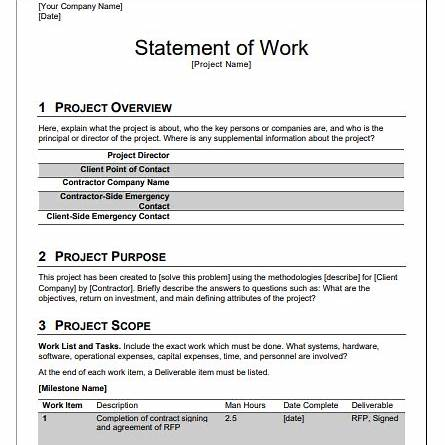 [Your Company Name]
[Date]
Statement of Work
[Project Name]
1 PROJECT OVERVIEW
Here, explain what the project is about, who the key persons or companies are, and who is the
principal or director of the project. Where is any supplemental information about the project?
Project Director
Client Point of Contact
Contractor Company Name
Contractor-Side Emergency
Contact
Client-Side Emergency Contact
2 PROJECT PURPOSE
This project has been created to [solve this problem] using the methodologies [describe] for [Client
Company] by [Contractor]. Briefly describe the answers to questions such as: What are the
objectives, return on investment, and main defining attributes of the project?
3 PROJECT SCOPE
Work List and Tasks. Include the exact work which must be done. What systems, hardware,
software, operational expenses, capital expenses, time, and personnel are involved?
At the end of each work item, a Deliverable item must be listed.
[Milestone Name]
Work Item Description Man Hours Date Complete Deliverable
1 Completion of contract signing 2.5 [date] RFP, Signed
and agreement of RFP